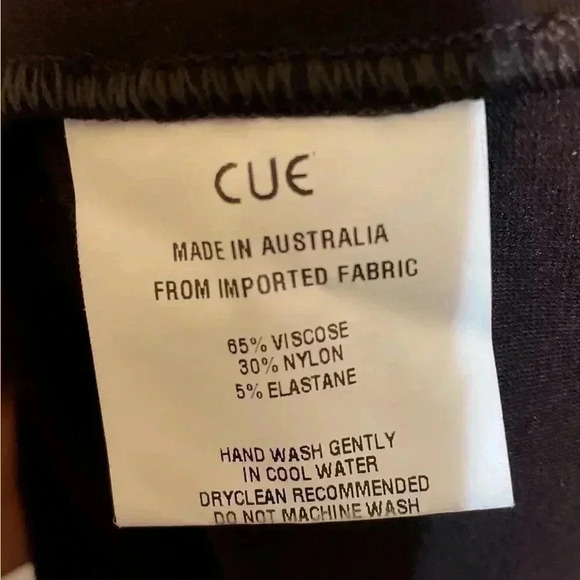 CUE
MADE IN AUSTRALIA
FROM IMPORTED FABRIC
65% VISCOSE
30% NYLON
5% ELASTANE
HAND WASH GENTLY
IN COOL WATER
DRYCLEAN RECOMMENDED
DO NOT MACHINE WASH